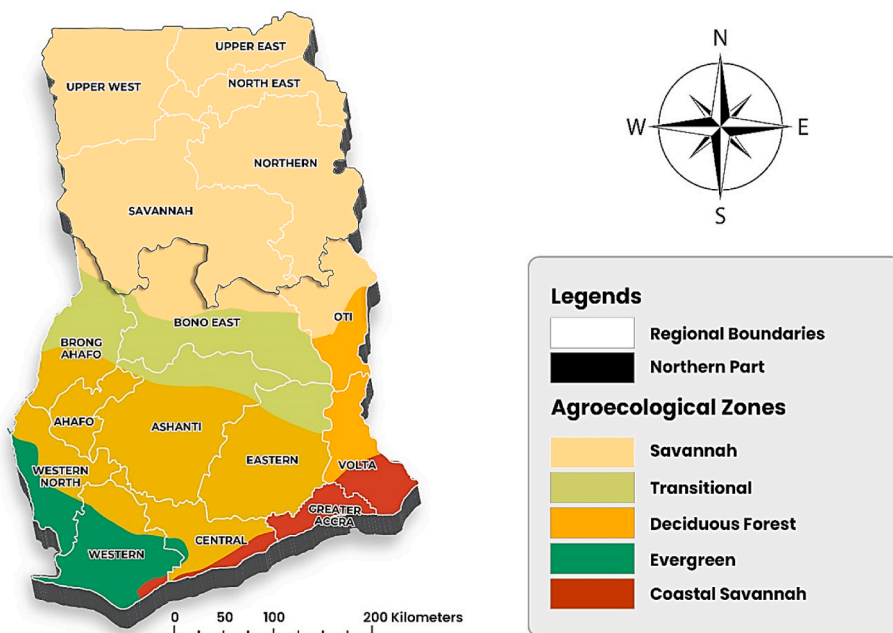 UPPER EAST
UPPER WEST
NORTH EAST
NORTHERN
SAVANNAH
BONO EAST
OTI
BRONG
AHAFO
AHAFO
ASHANTI
EASTERN
VOLTA
WESTERN
NORTH
GREATER
ACCRA
CENTRAL
WESTERN
0 50 100 200 Kilometers
N
W E
S
Legends
Regional Boundaries
Northern Part
Agroecological Zones
Savannah
Transitional
Deciduous Forest
Evergreen
Coastal Savannah